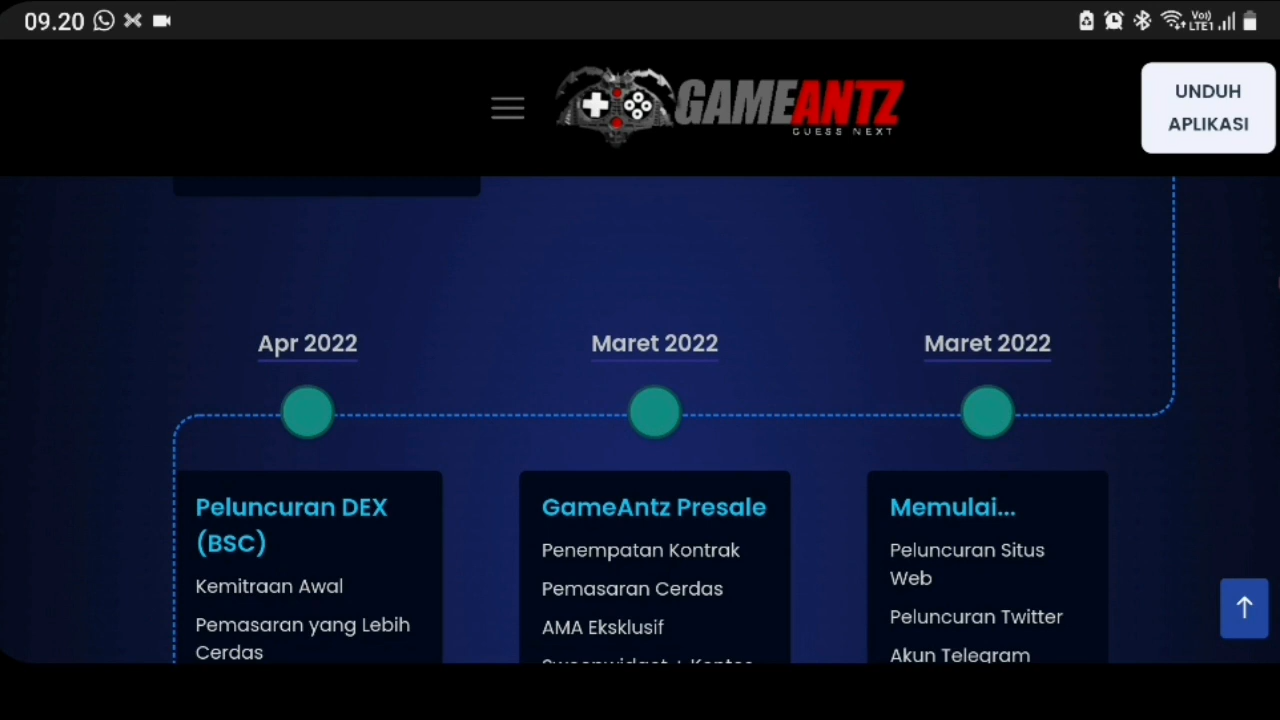 09.20
Vo)
LTE1
GAMEANTZ
GUESS NEXT
UNDUH
APLIKASI
Apr 2022
Maret 2022
Maret 2022
Peluncuran DEX
(BSC)
Kemitraan Awal
Pemasaran yang Lebih
Cerdas
GameAntz Presale
Penempatan Kontrak
Pemasaran Cerdas
AMA Eksklusif
Memulai...
Peluncuran Situs
Web
Peluncuran Twitter
Akun Telegram